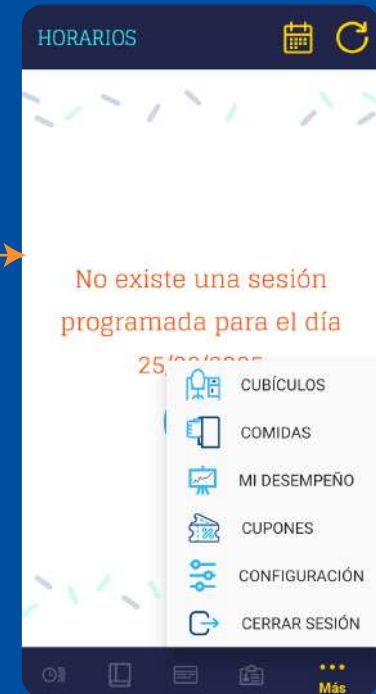 HORARIOS
No existe una sesión
programada para el día
CUBÍCULOS
COMIDAS
MI DESEMPEÑO
CUPONES
CONFIGURACIÓN
CERRAR SESIÓN
Más